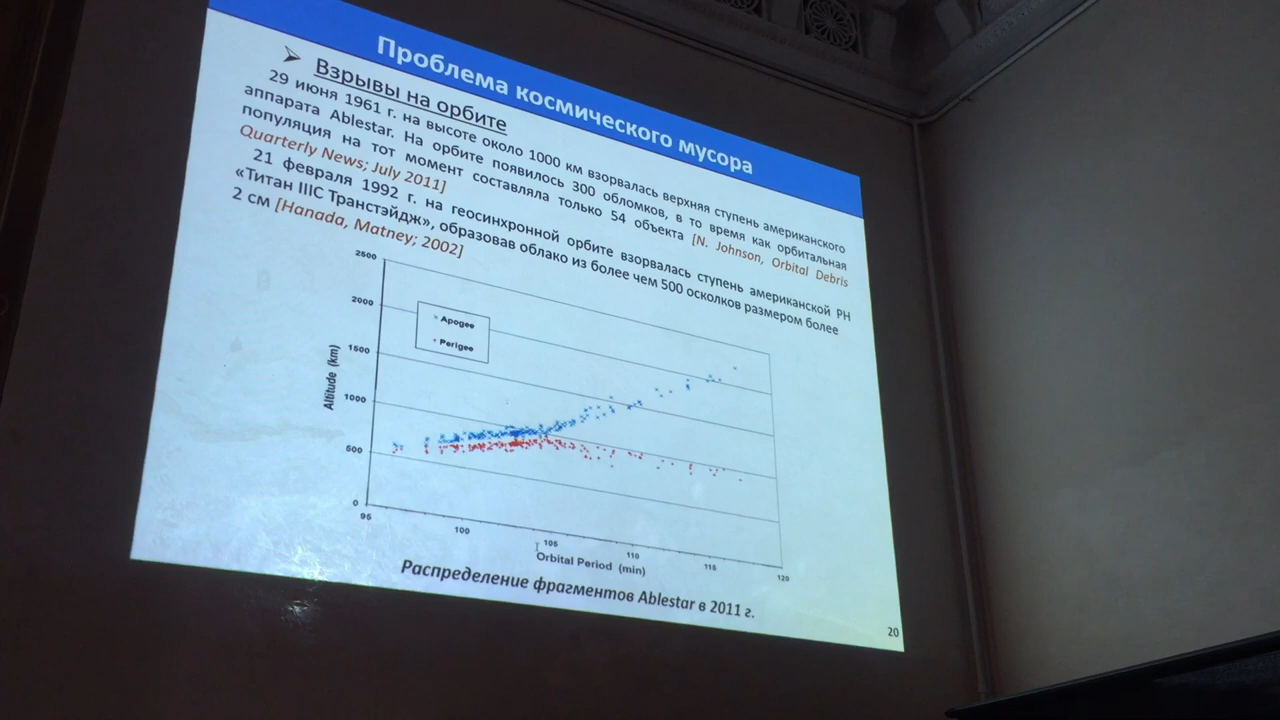 Проблема космического мусора
Взрывы на орбите
29 июня 1961 г. на высоте около 1000 км взорвалась верхняя ступень американского
аппарата Ablestar. На орбите появилось 300 обломков, в то время как орбитальная
популяция на тот момент составляла только 54 объекта [N. Johnson, Orbital Debris
Quarterly News; July 2011]
21 февраля 1992 г. на геосинхронной орбите взорвалась ступень американской РН
«Титан IIIC Транстэйдж», образовав облако из более чем 500 осколков размером более
2 см [Hanada, Matney; 2002]
2500
2000
1500
1000
500
0
Altitude (km)
Apogee
Perigee
95
100
105
110
115
120
Orbital Period (min)
Распределение фрагментов Ablestar в 2011 г.
20